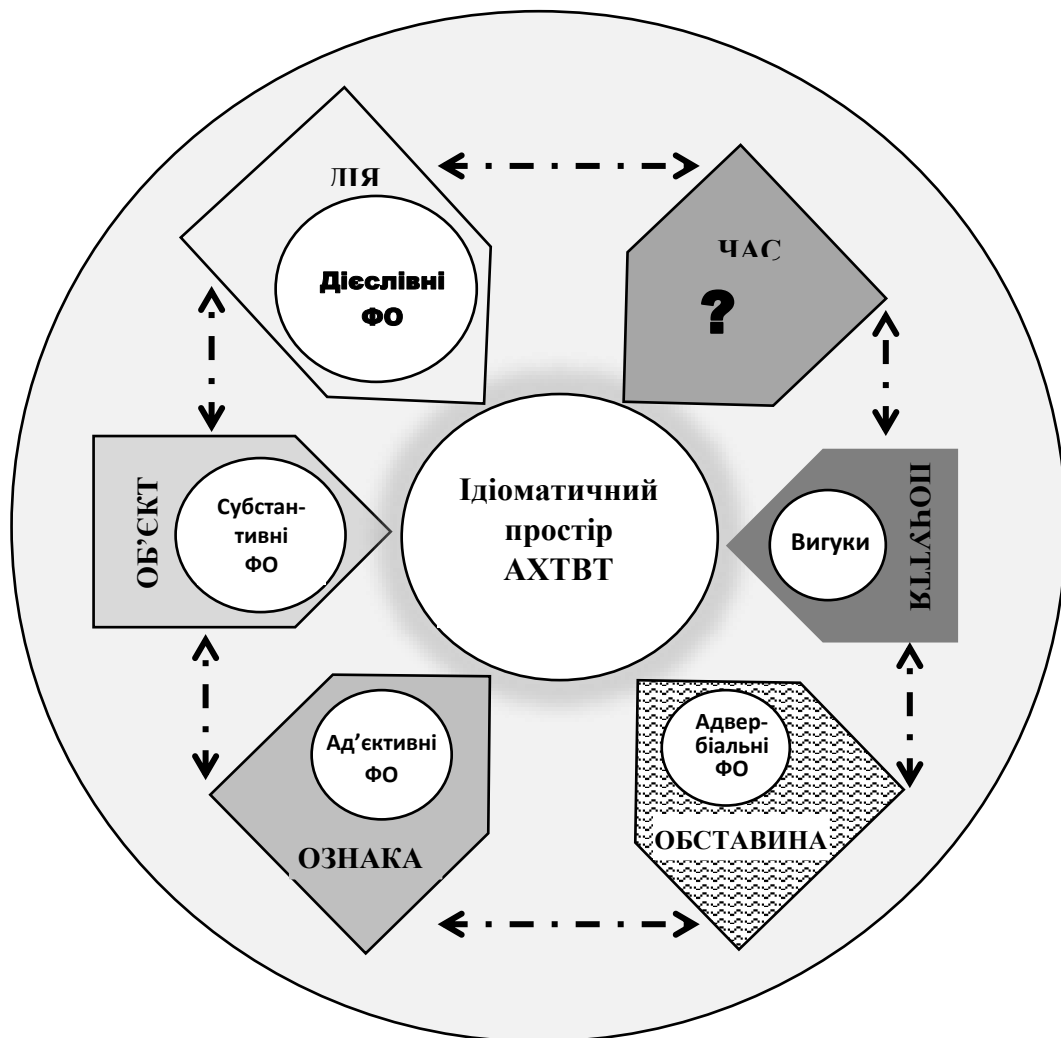 ДІЯ
Дієслівні
ФО
ЧАС
?
ОБ’ЄКТ
Субстан-
тивні
ФО
Ідіоматичний
простір
АХТВТ
Вигуки
ПОЧУТТЯ
Ад’єктивні
ФО
ОЗНАКА
Адвер-
біальні
ФО
ОБСТАВИНА